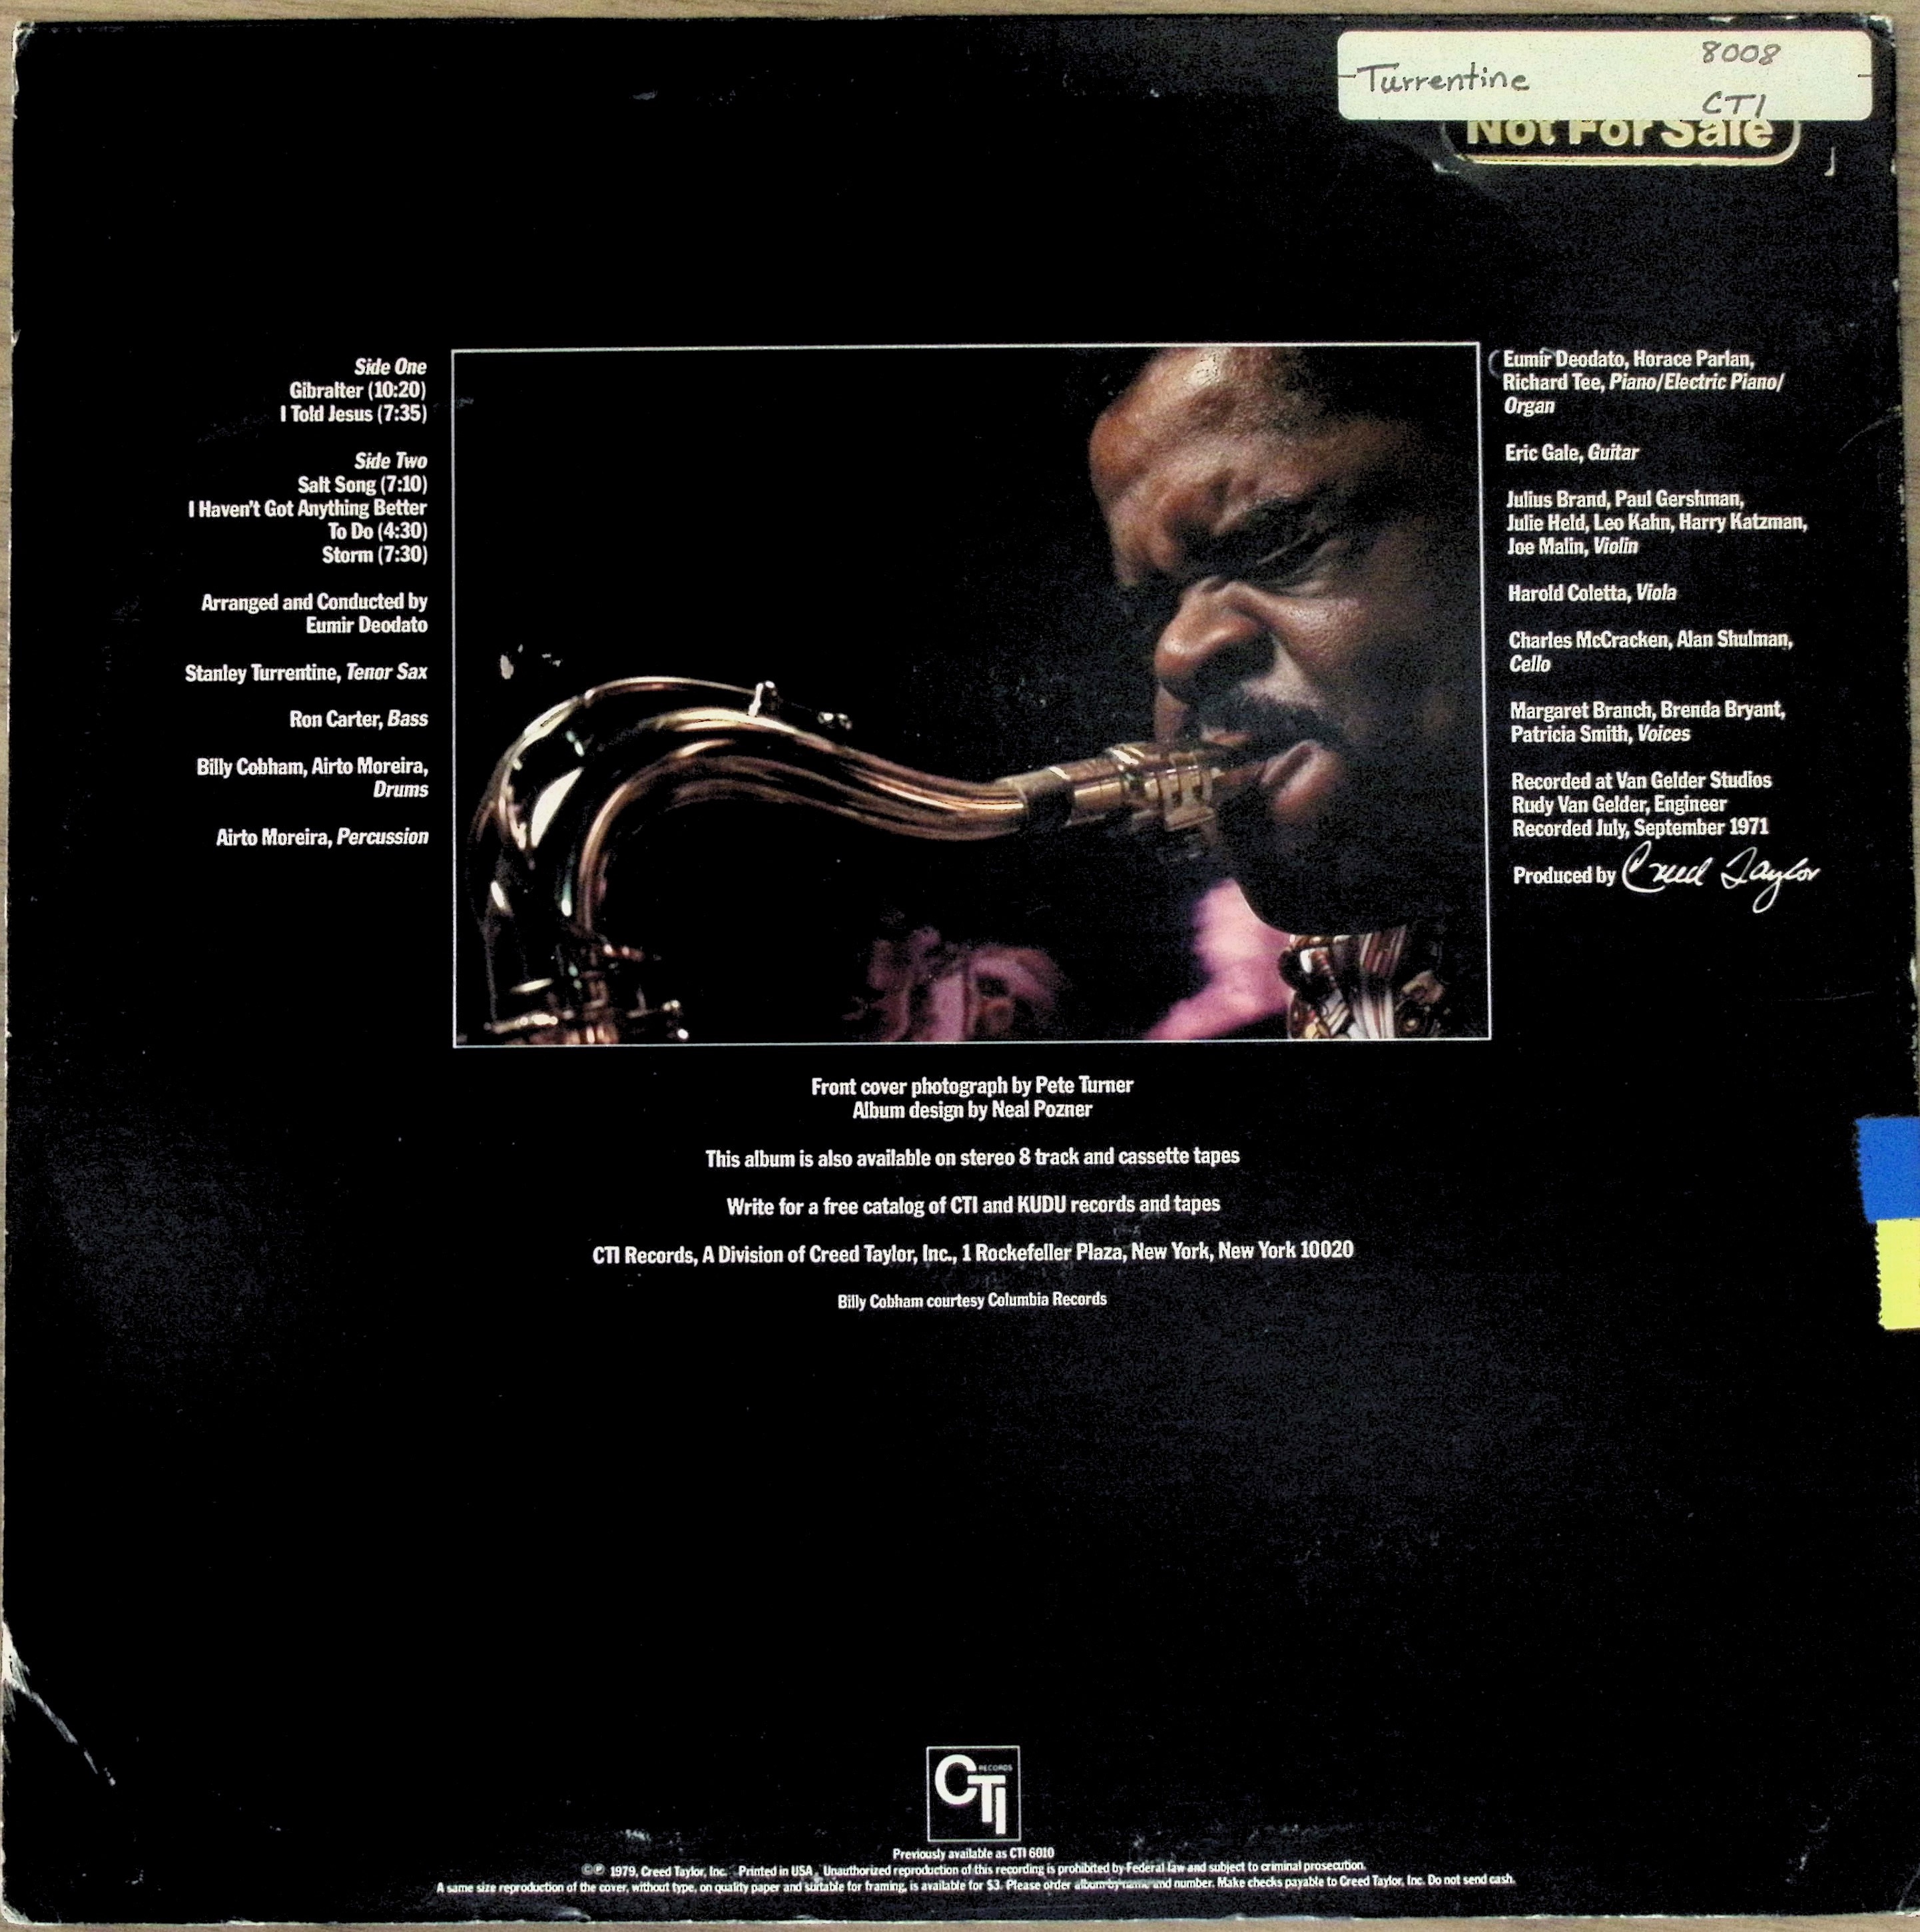 Turrentine
8008
CTI
Not For Sale
Side One
Gibralter (10:20)
I Told Jesus (7:35)
Side Two
Salt Song (7:10)
I Haven't Got Anything Better
To Do (4:30)
Storm (7:30)
Arranged and Conducted by
Eumir Deodato
Stanley Turrentine, Tenor Sax
Ron Carter, Bass
Billy Cobham, Airto Moreira,
Drums
Airto Moreira, Percussion
Eumir Deodato, Horace Parlan,
Richard Tee, Piano/Electric Piano/
Organ
Eric Gale, Guitar
Julius Brand, Paul Gershman,
Julie Held, Leo Kahn, Harry Katzman,
Joe Malin, Violin
Harold Coletta, Viola
Charles McCracken, Alan Shulman,
Cello
Margaret Branch, Brenda Bryant,
Patricia Smith, Voices
Recorded at Van Gelder Studios
Rudy Van Gelder, Engineer
Recorded July, September 1971
Produced by Creed Taylor
Front cover photograph by Pete Turner
Album design by Neal Pozner
This album is also available on stereo 8 track and cassette tapes
Write for a free catalog of CTI and KUDU records and tapes
CTI Records, A Division of Creed Taylor, Inc., 1 Rockefeller Plaza, New York, New York 10020
Billy Cobham courtesy Columbia Records
CTI RECORDS
Previously available as CTI 6010
©℗ 1979, Creed Taylor, Inc. Printed in USA. Unauthorized reproduction of this recording is prohibited by Federal law and subject to criminal prosecution.
A same size reproduction of the cover, without type, on quality paper and suitable for framing, is available for $3. Please order album by name and number. Make checks payable to Creed Taylor, Inc. Do not send cash.